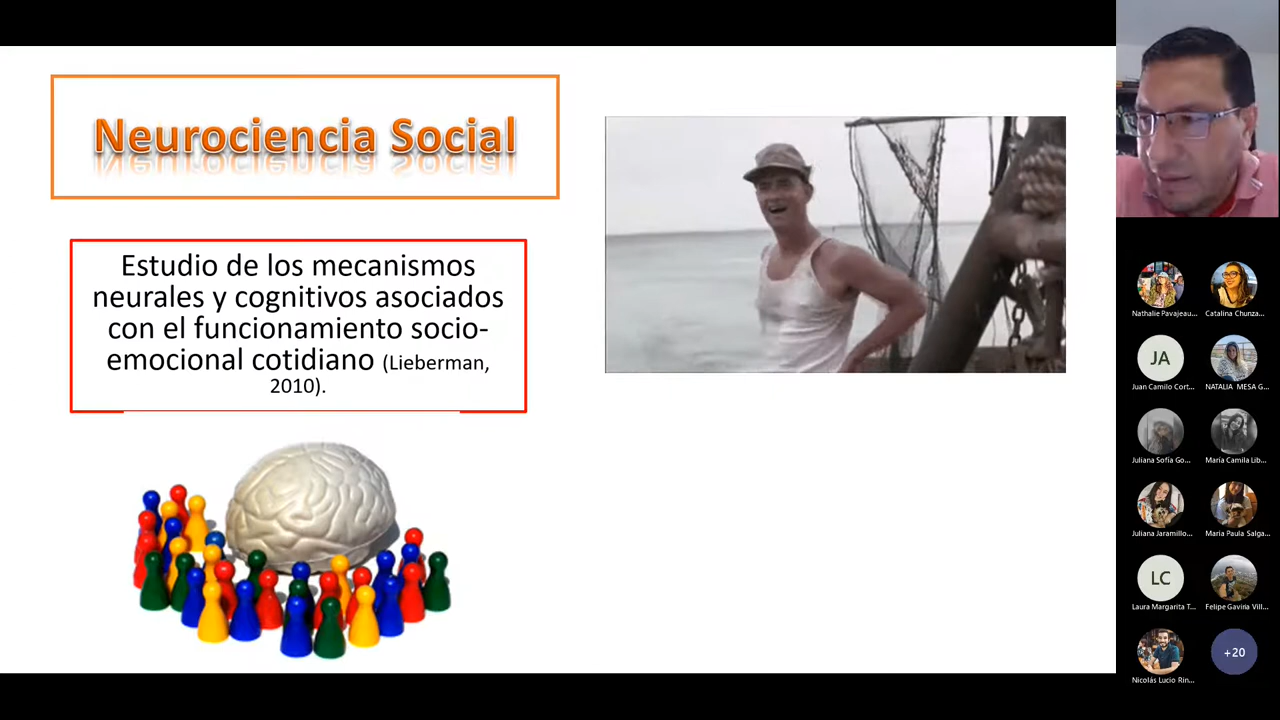 Neurociencia Social
Estudio de los mecanismos
neurales y cognitivos asociados
con el funcionamiento socio-
emocional cotidiano (Lieberman,
2010).
Nathalie Pavajeau...
Catalina Chunza...
JA
Juan Camilo Cort...
NATALIA MESA G...
Juliana Sofía Go...
María Camila Lib...
Juliana Jaramillo...
Maria Paula Salga...
LC
Laura Margarita T...
Felipe Gaviria Vill...
Nicolás Lucio Rin...
+20